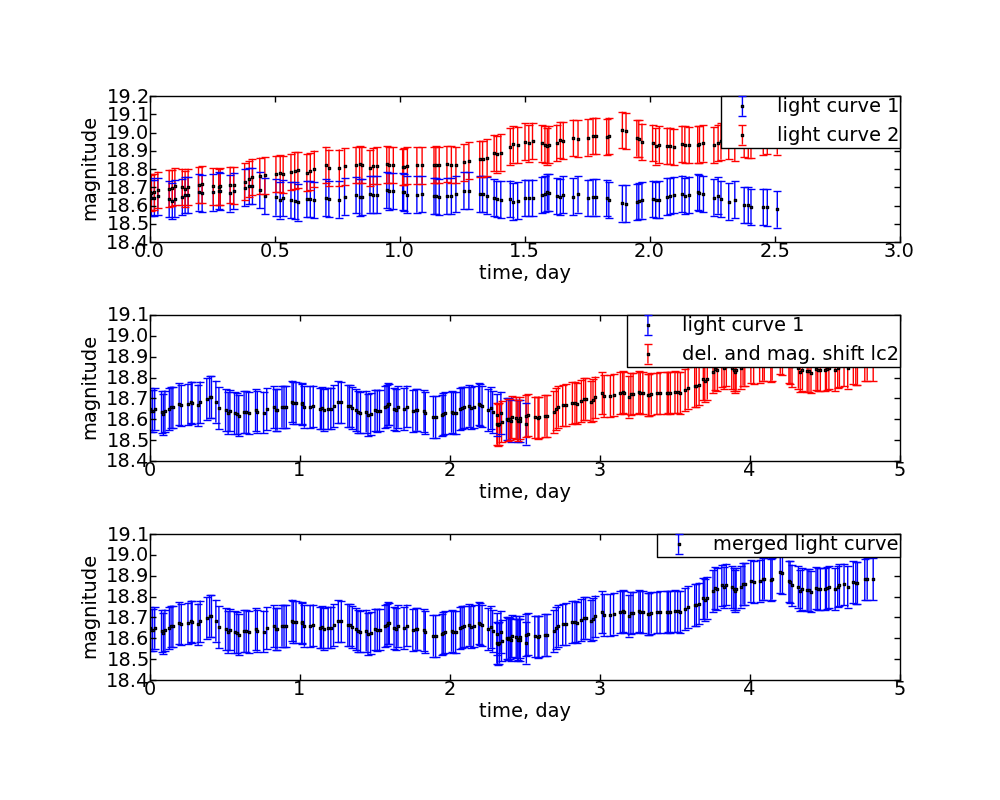 19.2
19.1
19.0
18.9
18.8
18.7
18.6
18.5
18.4
magnitude
light curve 1
light curve 2
0.0 0.5 1.0 1.5 2.0 2.5 3.0
time, day
19.1
19.0
18.9
18.8
18.7
18.6
18.5
18.4
magnitude
light curve 1
del. and mag. shift lc2
0 1 2 3 4 5
time, day
19.1
19.0
18.9
18.8
18.7
18.6
18.5
18.4
magnitude
merged light curve
0 1 2 3 4 5
time, day